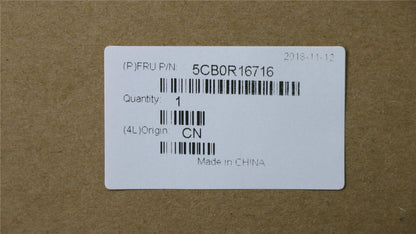 2018-11-12
(P)FRU P/N: 5CB0R16716
Quantity: 1
(4L)Origin: CN
Made in CHINA